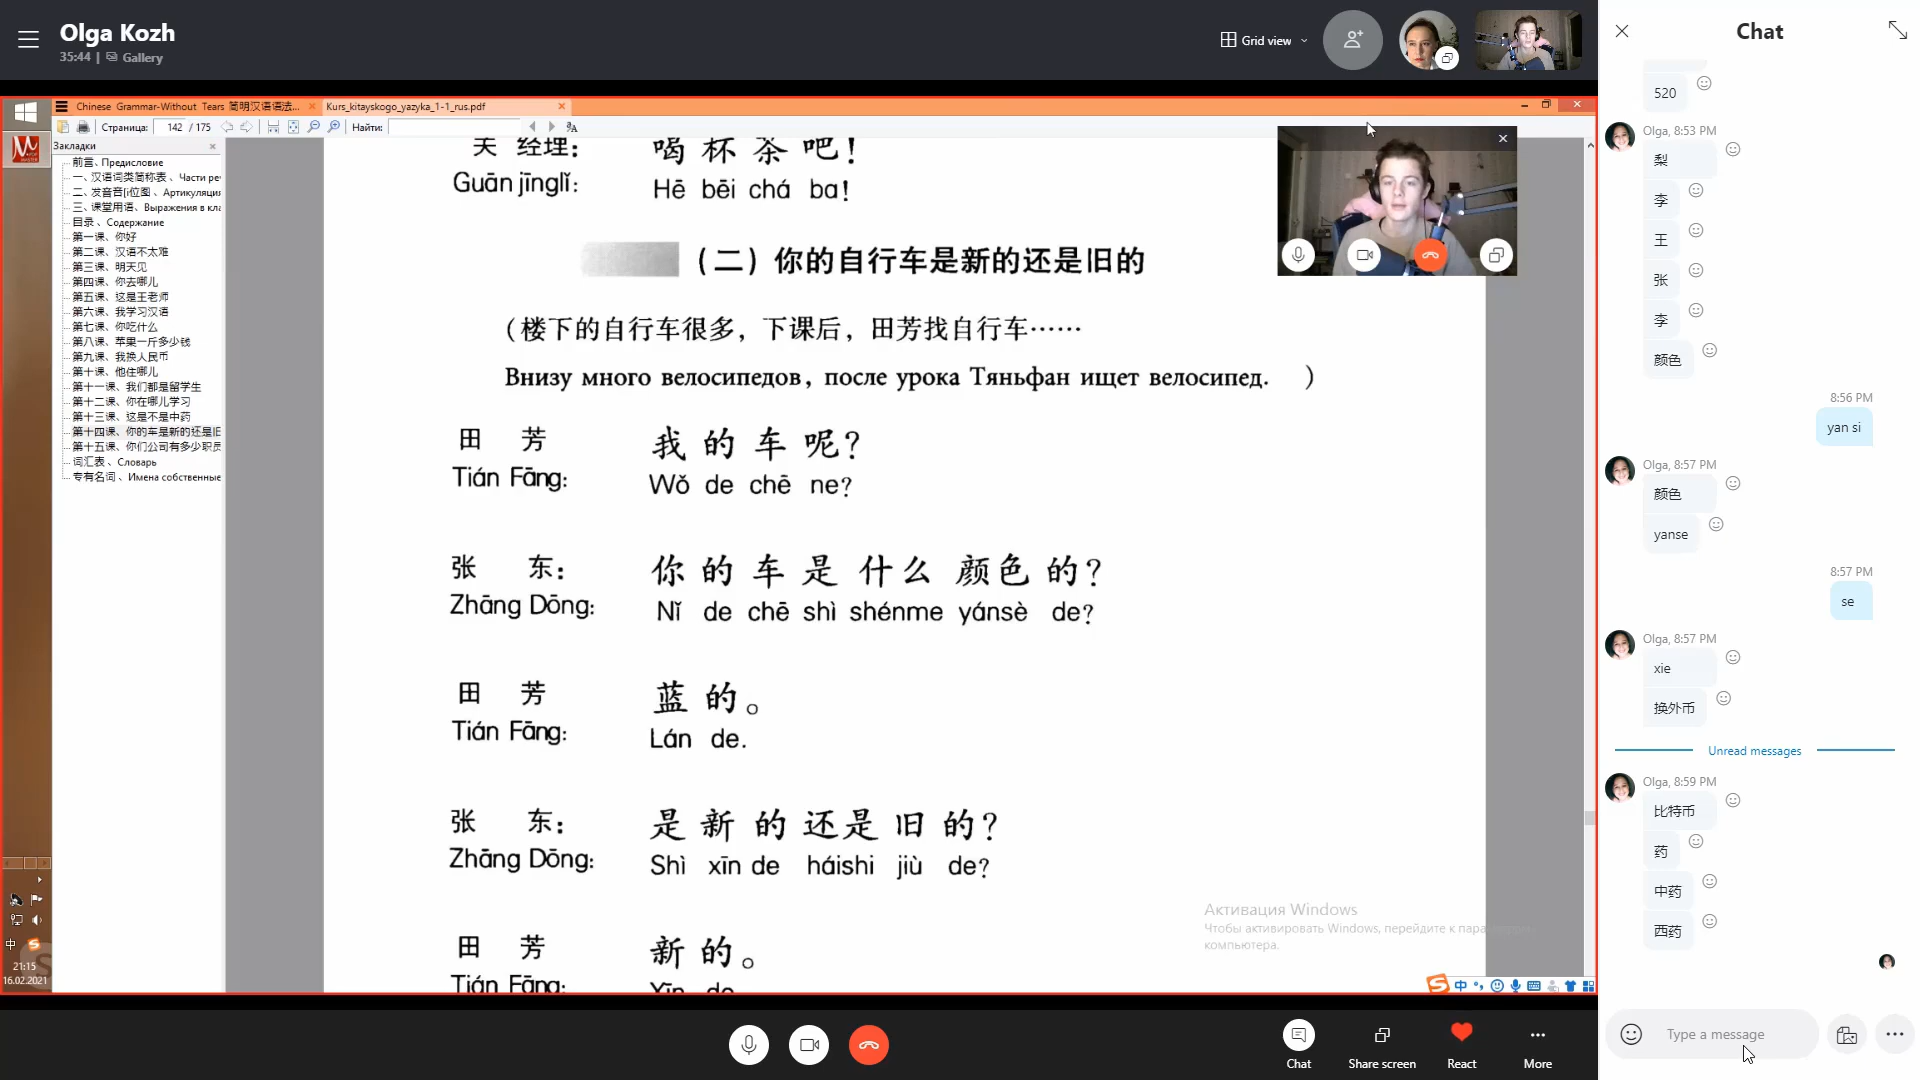 Olga Kozh
35:44 | Gallery
Grid view
Chinese Grammar-Without Tears 简明汉语语法...
Kurs_kitayskogo_yazyka_1-1_rus.pdf
Страница: 142 / 175
Найти:
Закладки
前言、Предисловие
一、汉语词类简称表 、Части ре
二、发音音[i位图 、Артикуляция
三、课堂用语、Выражения в кла
目录 、Содержание
第一课、你好
第二课、汉语不太难
第三课、明天见
第四课、你去哪儿
第五课、这是王老师
第六课、我学习汉语
第七课、你吃什么
第八课、苹果一斤多少钱
第九课、我换人民币
第十课、他住哪儿
第十一课、我们都是留学生
第十二课、你在哪儿学习
第十三课、这是不是中药
第十四课、你的车是新的还是旧
第十五课、你们公司有多少职员
词汇表 、Словарь
专有名词 、Имена собственные
关 经理： 喝 杯 茶 吧！
Guān jīnglǐ: Hē bēi chá ba!
（二）你的自行车是新的还是旧的
（楼下的自行车很多，下课后，田芳找自行车……
Внизу много велосипедов, после урока Тяньфан ищет велосипед. ）
田 芳 我 的 车 呢？
Tián Fāng: Wǒ de chē ne?
张 东： 你 的 车 是 什么 颜色 的？
Zhāng Dōng: Nǐ de chē shì shénme yánsè de?
田 芳 蓝 的。
Tián Fāng: Lán de.
张 东： 是 新 的 还是 旧 的？
Zhāng Dōng: Shì xīn de háishi jiù de?
田 芳 新 的。
Tián Fāng: Xīn de
Активация Windows
Чтобы активировать Windows, перейдите к
компьютера.
中
21:15
16.02.2021
中
Chat
Share screen
React
More
Chat
520
Olga, 8:53 PM
梨
李
王
张
李
颜色
8:56 PM
yan si
Olga, 8:57 PM
颜色
yanse
8:57 PM
se
Olga, 8:57 PM
xie
换外币
Unread messages
Olga, 8:59 PM
比特币
药
中药
西药
Type a message